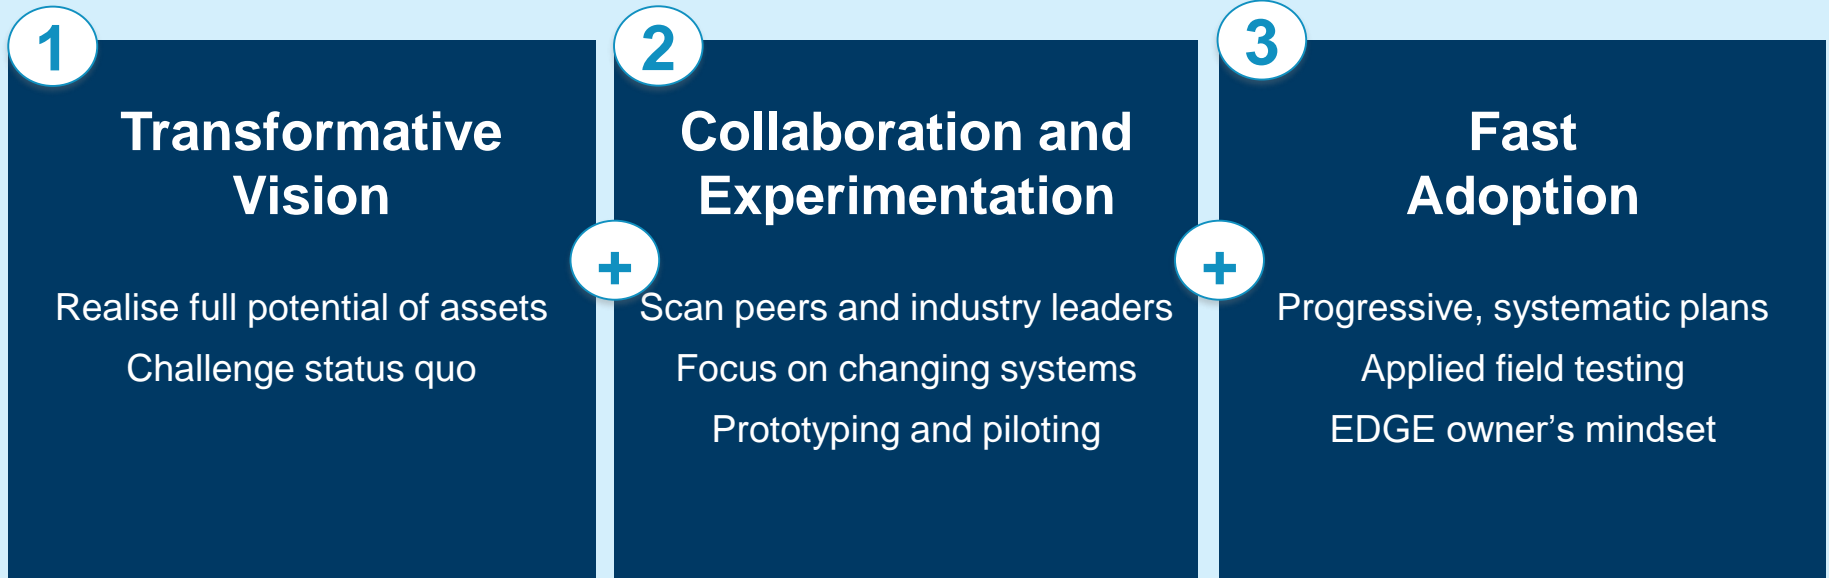 1
Transformative
Vision
Realise full potential of assets
Challenge status quo
+
2
Collaboration and
Experimentation
Scan peers and industry leaders
Focus on changing systems
Prototyping and piloting
+
3
Fast
Adoption
Progressive, systematic plans
Applied field testing
EDGE owner’s mindset